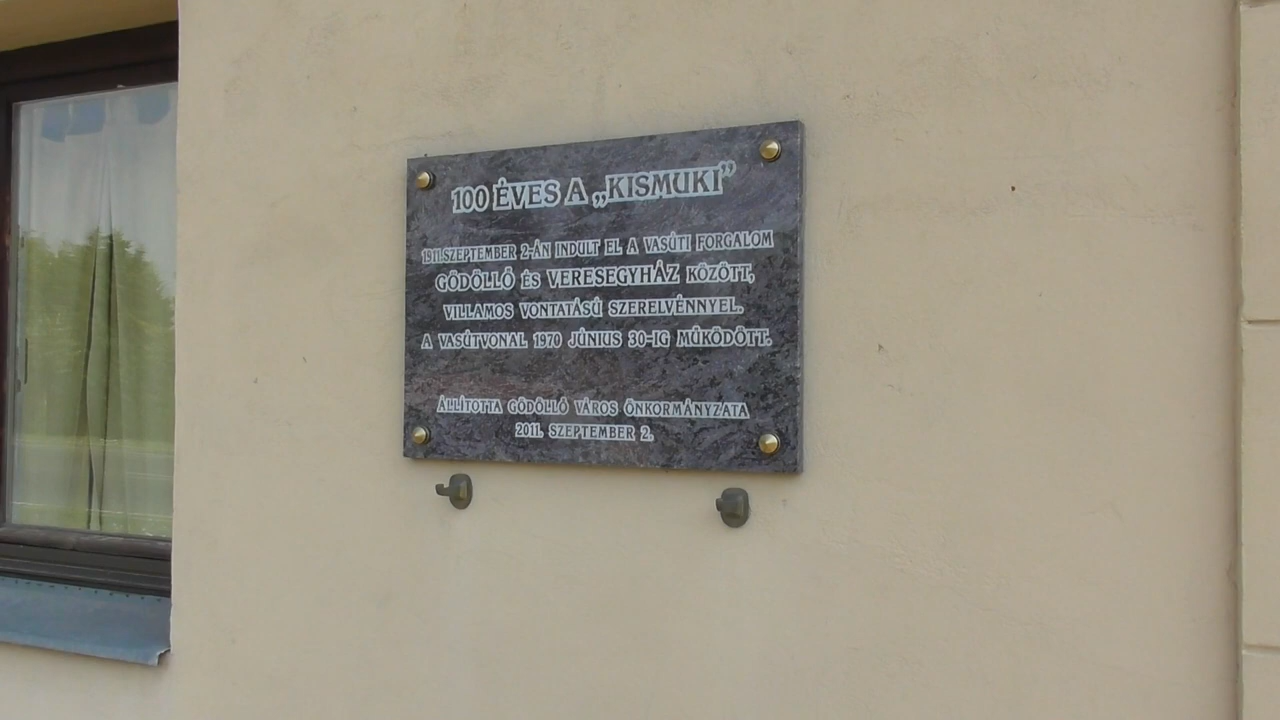 100 ÉVES A „KISMUKI”
1911.SZEPTEMBER 2-ÁN INDULT EL A VASÚTI FORGALOM
GÖDÖLLŐ ÉS VERESEGYHÁZ KÖZÖTT,
VILLAMOS VONTATÁSÚ SZERELVÉNNYEL.
A VASÚTVONAL 1970 JÚNIUS 30-IG MŰKÖDÖTT.
ÁLLÍTOTTA GÖDÖLLŐ VÁROS ÖNKORMÁNYZATA
2011. SZEPTEMBER 2.